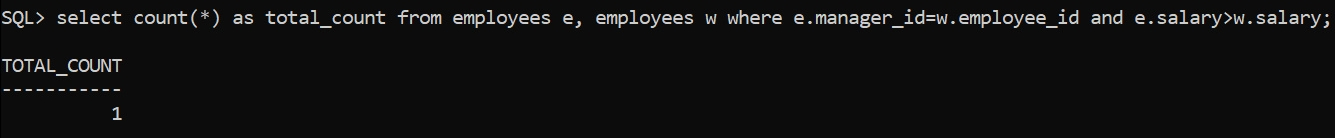 SQL> select count(*) as total_count from employees e, employees w where e.manager_id=w.employee_id and e.salary>w.salary;
TOTAL_COUNT
-----------
1